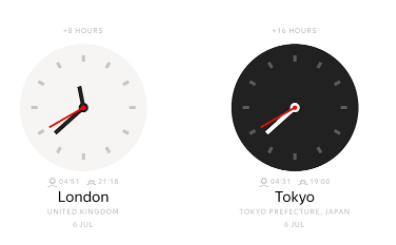 +8 HOURS
04:51 21:18
London
UNITED KINGDOM
6 JUL
+16 HOURS
04:31 19:00
Tokyo
TOKYO PREFECTURE, JAPAN
6 JUL